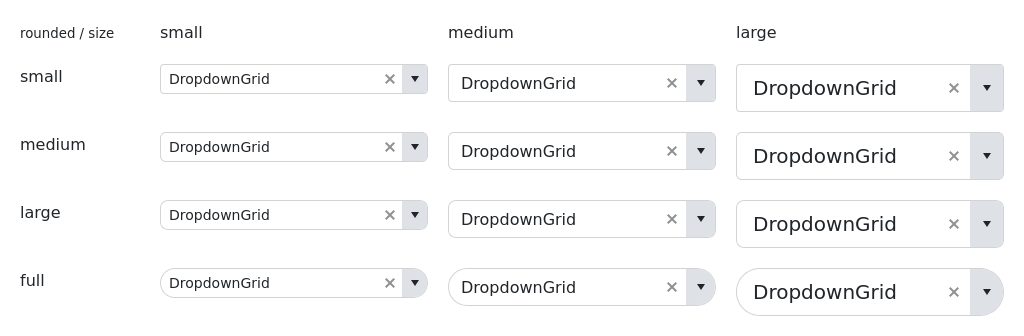 rounded / size small medium large
small DropdownGrid DropdownGrid DropdownGrid
medium DropdownGrid DropdownGrid DropdownGrid
large DropdownGrid DropdownGrid DropdownGrid
full DropdownGrid DropdownGrid DropdownGrid